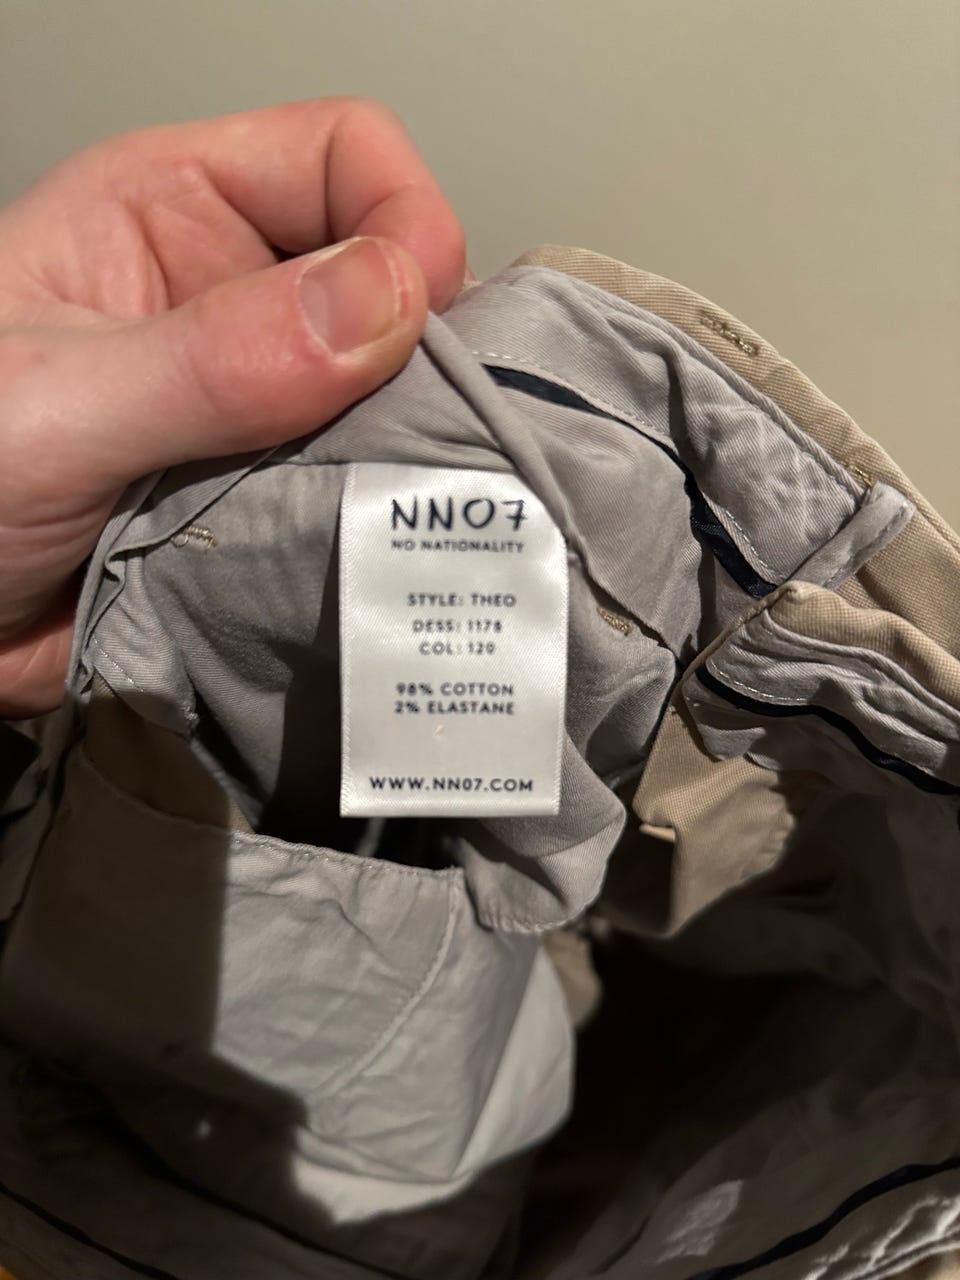 NN07
NO NATIONALITY
STYLE: THEO
DESS: 1178
COL: 120
98% COTTON
2% ELASTANE
WWW.NN07.COM